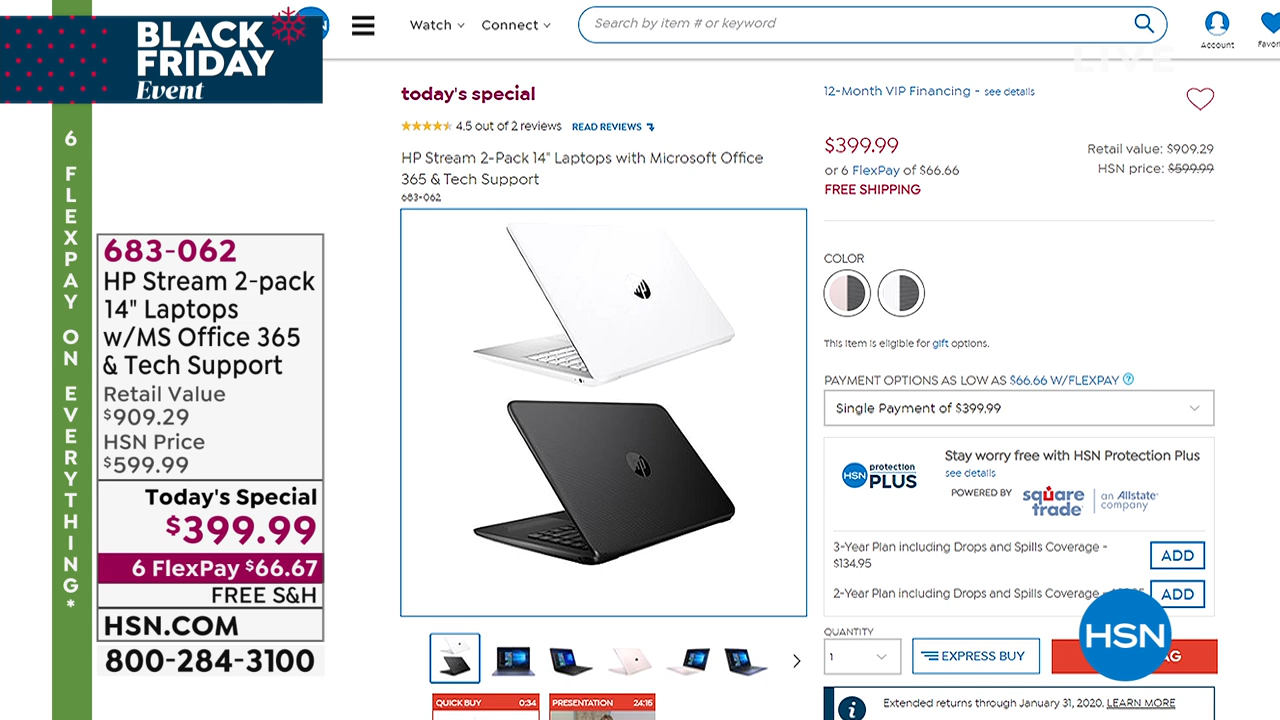 BLACK
FRIDAY
Event
6 FLEXPAY ON EVERYTHING*
683-062
HP Stream 2-pack
14" Laptops
w/MS Office 365
& Tech Support
Retail Value
$909.29
HSN Price
$599.99
Today's Special
$399.99
6 FlexPay $66.67
FREE S&H
HSN.COM
800-284-3100
Watch
Connect
Search by item # or keyword
Account
LIVE
today's special
4.5 out of 2 reviews READ REVIEWS
HP Stream 2-Pack 14" Laptops with Microsoft Office
365 & Tech Support
683-062
QUICK BUY 0:34
PRESENTATION 24:15
12-Month VIP Financing - see details
$399.99
Retail value: $909.29
or 6 FlexPay of $66.66
HSN price: $599.99
FREE SHIPPING
COLOR
This item is eligible for gift options.
PAYMENT OPTIONS AS LOW AS $66.66 W/FLEXPAY ?
Single Payment of $399.99
HSN protection PLUS
Stay worry free with HSN Protection Plus
see details
POWERED BY square trade an Allstate company
3-Year Plan including Drops and Spills Coverage -
$134.95
ADD
2-Year Plan including Drops and Spills Coverage -
ADD
QUANTITY
1
EXPRESS BUY
HSN
i Extended returns through January 31, 2020. LEARN MORE